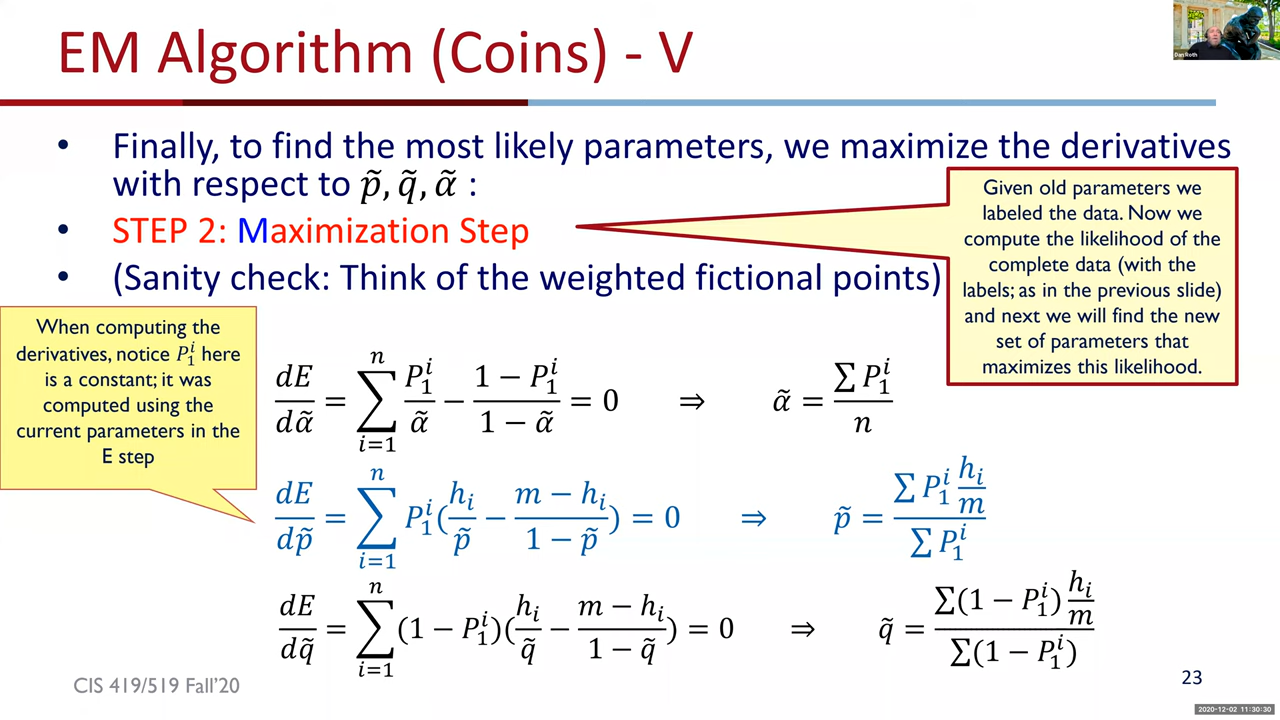 EM Algorithm (Coins) - V
Dan Roth
• Finally, to find the most likely parameters, we maximize the derivatives
with respect to p̃, q̃, α̃ :
• STEP 2: Maximization Step
• (Sanity check: Think of the weighted fictional points)
Given old parameters we
labeled the data. Now we
compute the likelihood of the
complete data (with the
labels; as in the previous slide)
and next we will find the new
set of parameters that
maximizes this likelihood.
When computing the
derivatives, notice P₁ⁱ here
is a constant; it was
computed using the
current parameters in the
E step
dE/dα̃ = ∑ⁿᵢ₌₁ P₁ⁱ/α̃ − (1 − P₁ⁱ)/(1 − α̃) = 0 ⇒ α̃ = ∑ P₁ⁱ / n
dE/dp̃ = ∑ⁿᵢ₌₁ P₁ⁱ(hᵢ/p̃ − (m − hᵢ)/(1 − p̃)) = 0 ⇒ p̃ = ∑ P₁ⁱ hᵢ/m / ∑ P₁ⁱ
dE/dq̃ = ∑ⁿᵢ₌₁ (1 − P₁ⁱ)(hᵢ/q̃ − (m − hᵢ)/(1 − q̃)) = 0 ⇒ q̃ = ∑(1 − P₁ⁱ) hᵢ/m / ∑(1 − P₁ⁱ)
CIS 419/519 Fall’20
23
2020-12-02 11:30:30